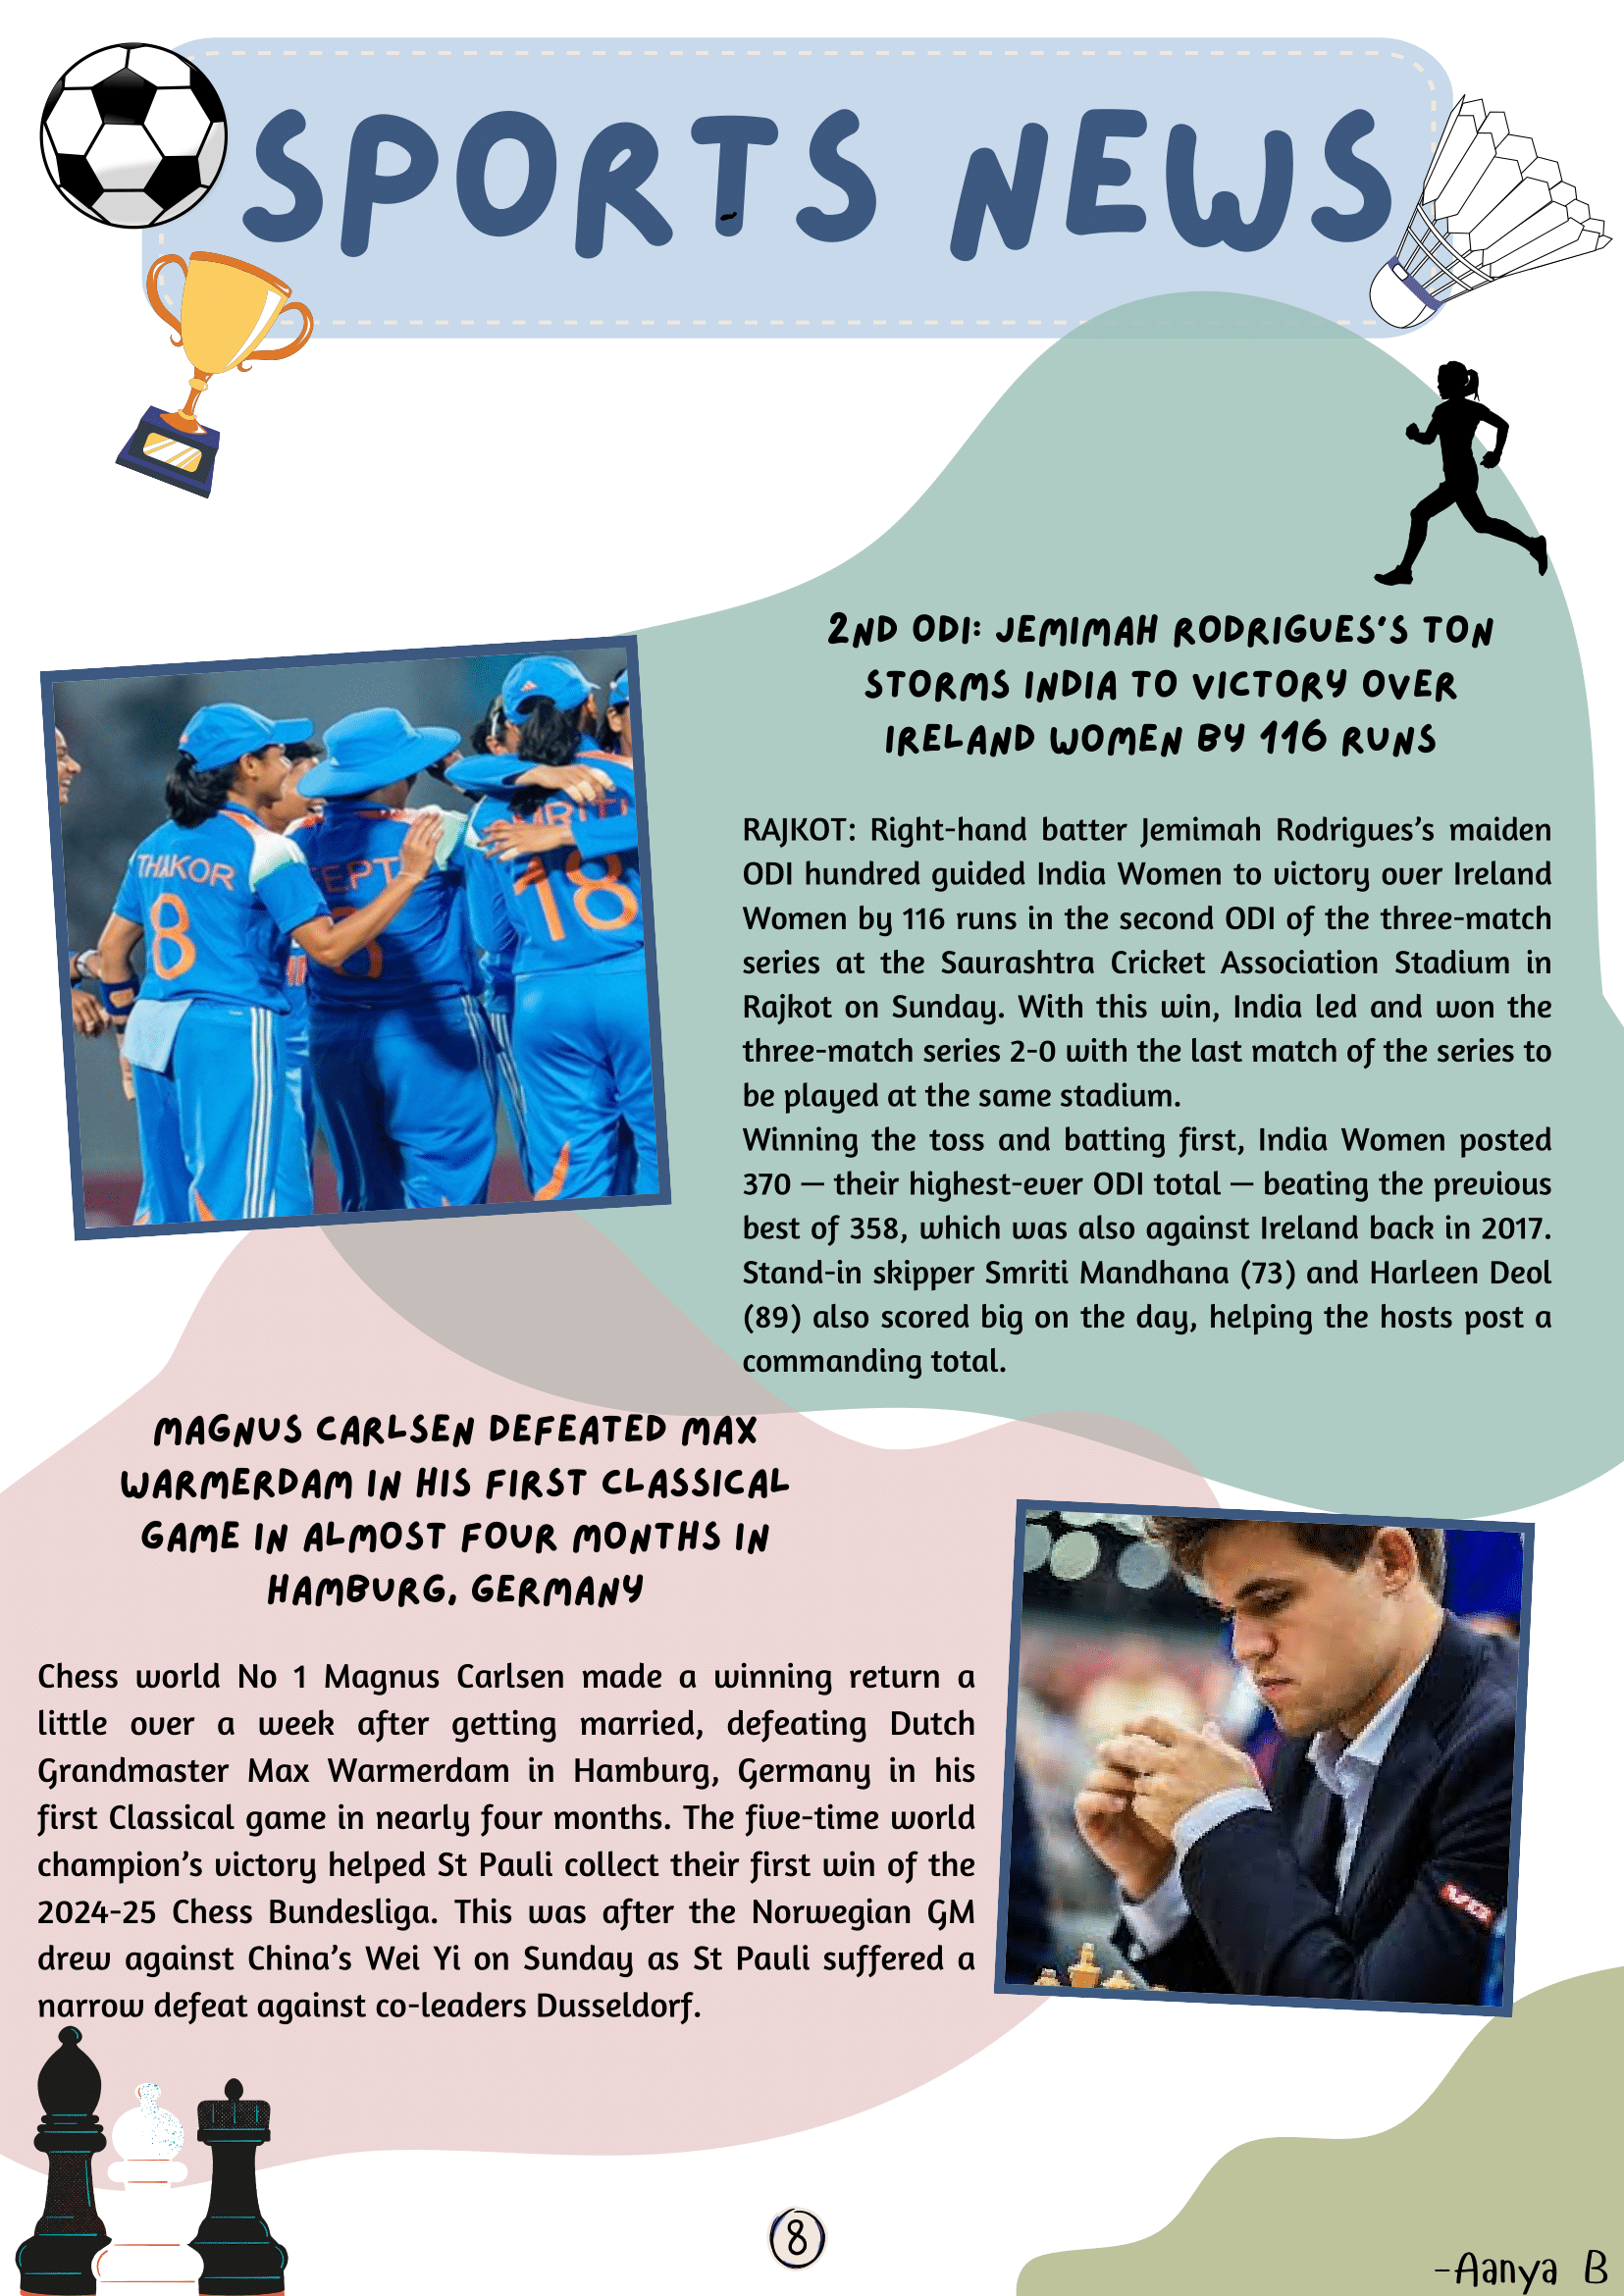 SPORTS NEWS
2ND ODI: JEMIMAH RODRIGUES'S TON
STORMS INDIA TO VICTORY OVER
IRELAND WOMEN BY 116 RUNS
THAKOR
8
EPT
18
RAJKOT: Right-hand batter Jemimah Rodrigues's maiden
ODI hundred guided India Women to victory over Ireland
Women by 116 runs in the second ODI of the three-match
series at the Saurashtra Cricket Association Stadium in
Rajkot on Sunday. With this win, India led and won the
three-match series 2-0 with the last match of the series to
be played at the same stadium.
Winning the toss and batting first, India Women posted
370 — their highest-ever ODI total — beating the previous
best of 358, which was also against Ireland back in 2017.
Stand-in skipper Smriti Mandhana (73) and Harleen Deol
(89) also scored big on the day, helping the hosts post a
commanding total.
MAGNUS CARLSEN DEFEATED MAX
WARMERDAM IN HIS FIRST CLASSICAL
GAME IN ALMOST FOUR MONTHS IN
HAMBURG, GERMANY
Chess world No 1 Magnus Carlsen made a winning return a
little over a week after getting married, defeating Dutch
Grandmaster Max Warmerdam in Hamburg, Germany in his
first Classical game in nearly four months. The five-time world
champion's victory helped St Pauli collect their first win of the
2024-25 Chess Bundesliga. This was after the Norwegian GM
drew against China's Wei Yi on Sunday as St Pauli suffered a
narrow defeat against co-leaders Dusseldorf.
8
-Aanya B